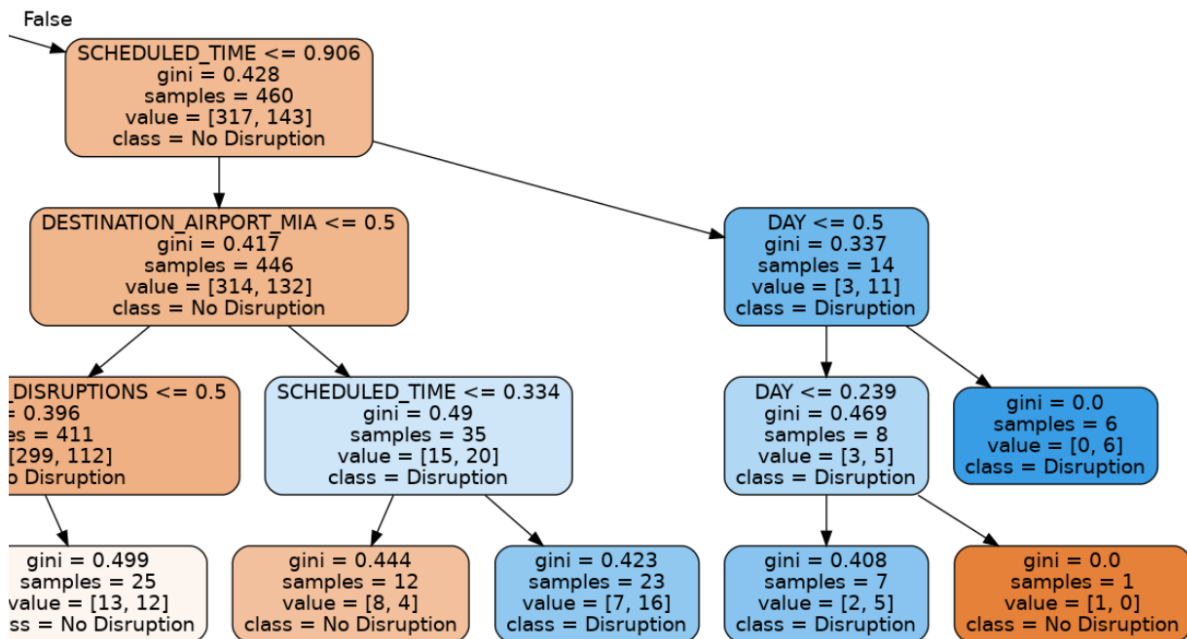 False
SCHEDULED_TIME <= 0.906
gini = 0.428
samples = 460
value = [317, 143]
class = No Disruption
DESTINATION_AIRPORT_MIA <= 0.5
gini = 0.417
samples = 446
value = [314, 132]
class = No Disruption
DAY <= 0.5
gini = 0.337
samples = 14
value = [3, 11]
class = Disruption
_DISRUPTIONS <= 0.5
= 0.396
es = 411
[299, 112]
o Disruption
SCHEDULED_TIME <= 0.334
gini = 0.49
samples = 35
value = [15, 20]
class = Disruption
DAY <= 0.239
gini = 0.469
samples = 8
value = [3, 5]
class = Disruption
gini = 0.0
samples = 6
value = [0, 6]
class = Disruption
gini = 0.499
samples = 25
value = [13, 12]
ss = No Disruption
gini = 0.444
samples = 12
value = [8, 4]
class = No Disruption
gini = 0.423
samples = 23
value = [7, 16]
class = Disruption
gini = 0.408
samples = 7
value = [2, 5]
class = Disruption
gini = 0.0
samples = 1
value = [1, 0]
class = No Disruption